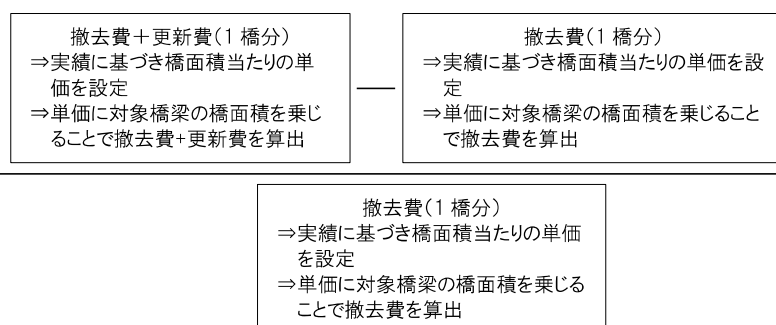 撤去費＋更新費(1橋分)
⇒実績に基づき橋面積当たりの単
価を設定
⇒単価に対象橋梁の橋面積を乗じ
ることで撤去費+更新費を算出
撤去費(1橋分)
⇒実績に基づき橋面積当たりの単価を設
定
⇒単価に対象橋梁の橋面積を乗じること
で撤去費を算出
撤去費(1橋分)
⇒実績に基づき橋面積当たりの単価
を設定
⇒単価に対象橋梁の橋面積を乗じる
ことで撤去費を算出